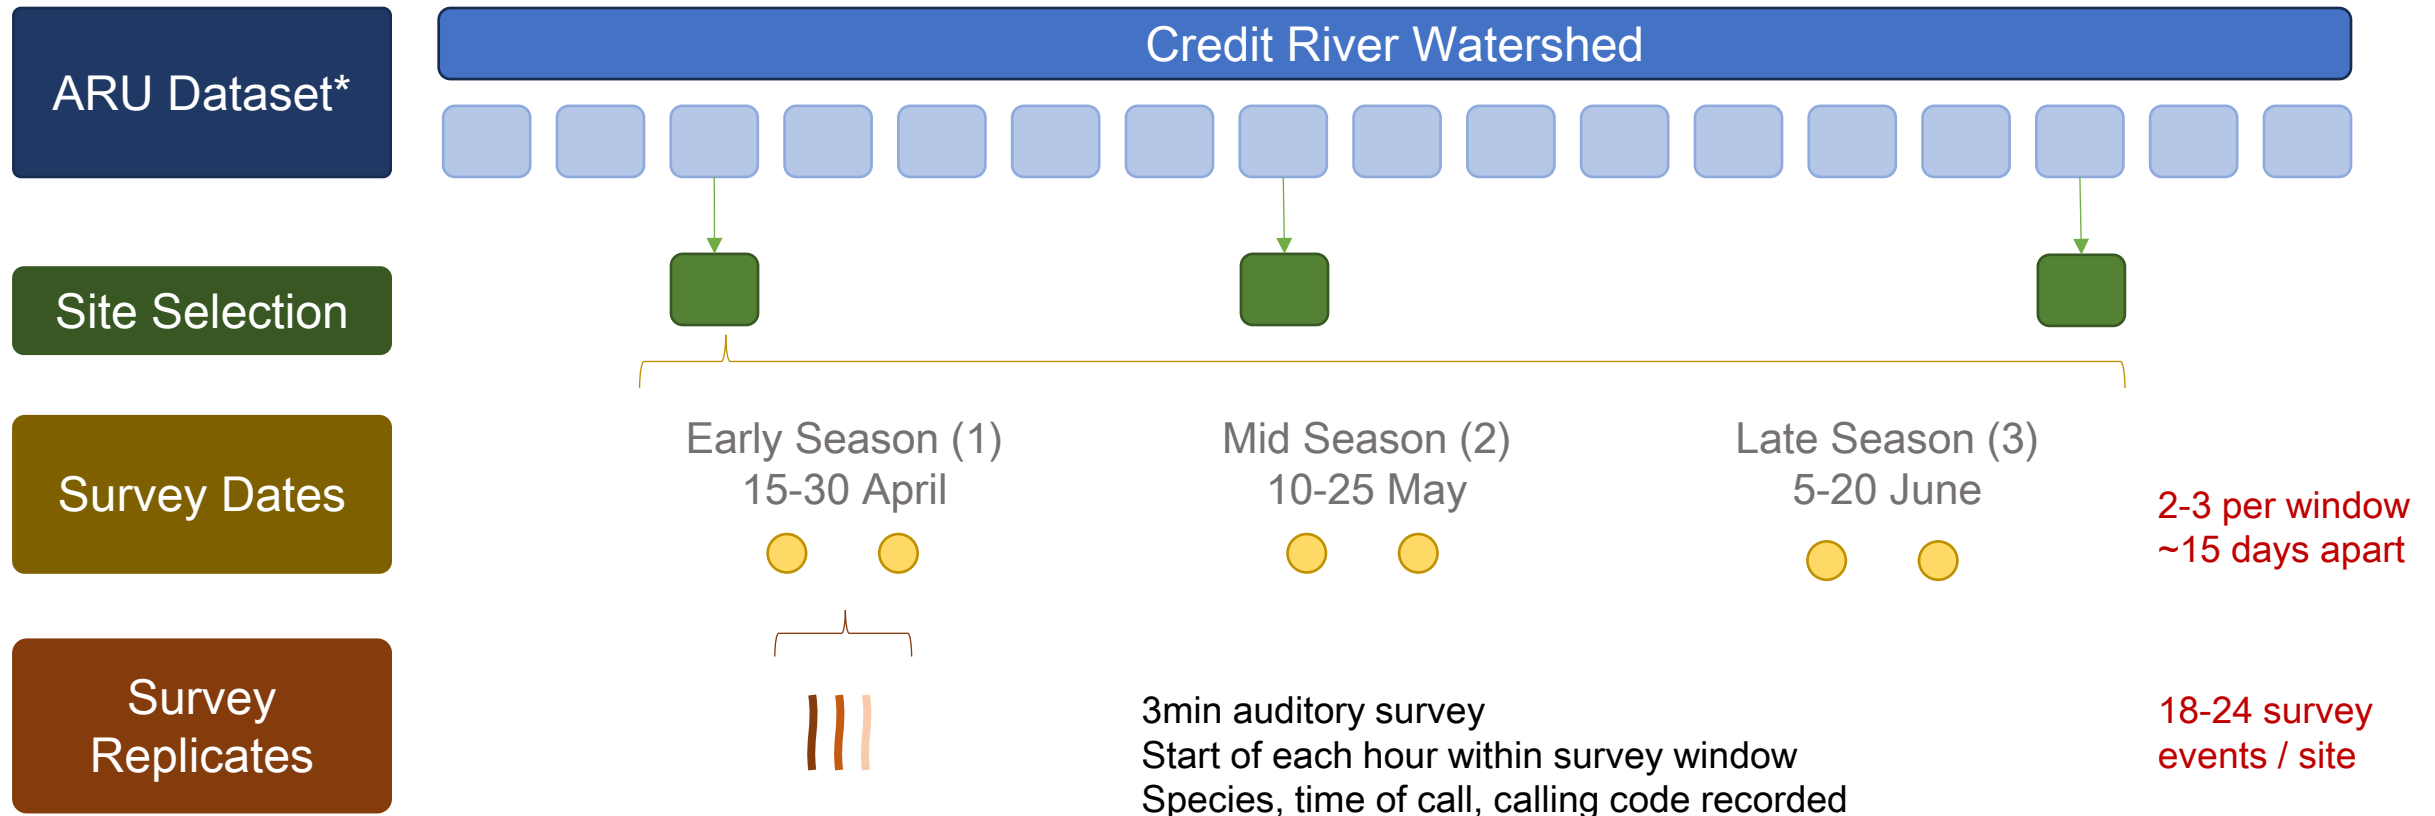 ARU Dataset*
Credit River Watershed
Site Selection
Survey Dates
Early Season (1)
15-30 April
Mid Season (2)
10-25 May
Late Season (3)
5-20 June
2-3 per window
~15 days apart
Survey
Replicates
3min auditory survey
Start of each hour within survey window
Species, time of call, calling code recorded
18-24 survey
events / site